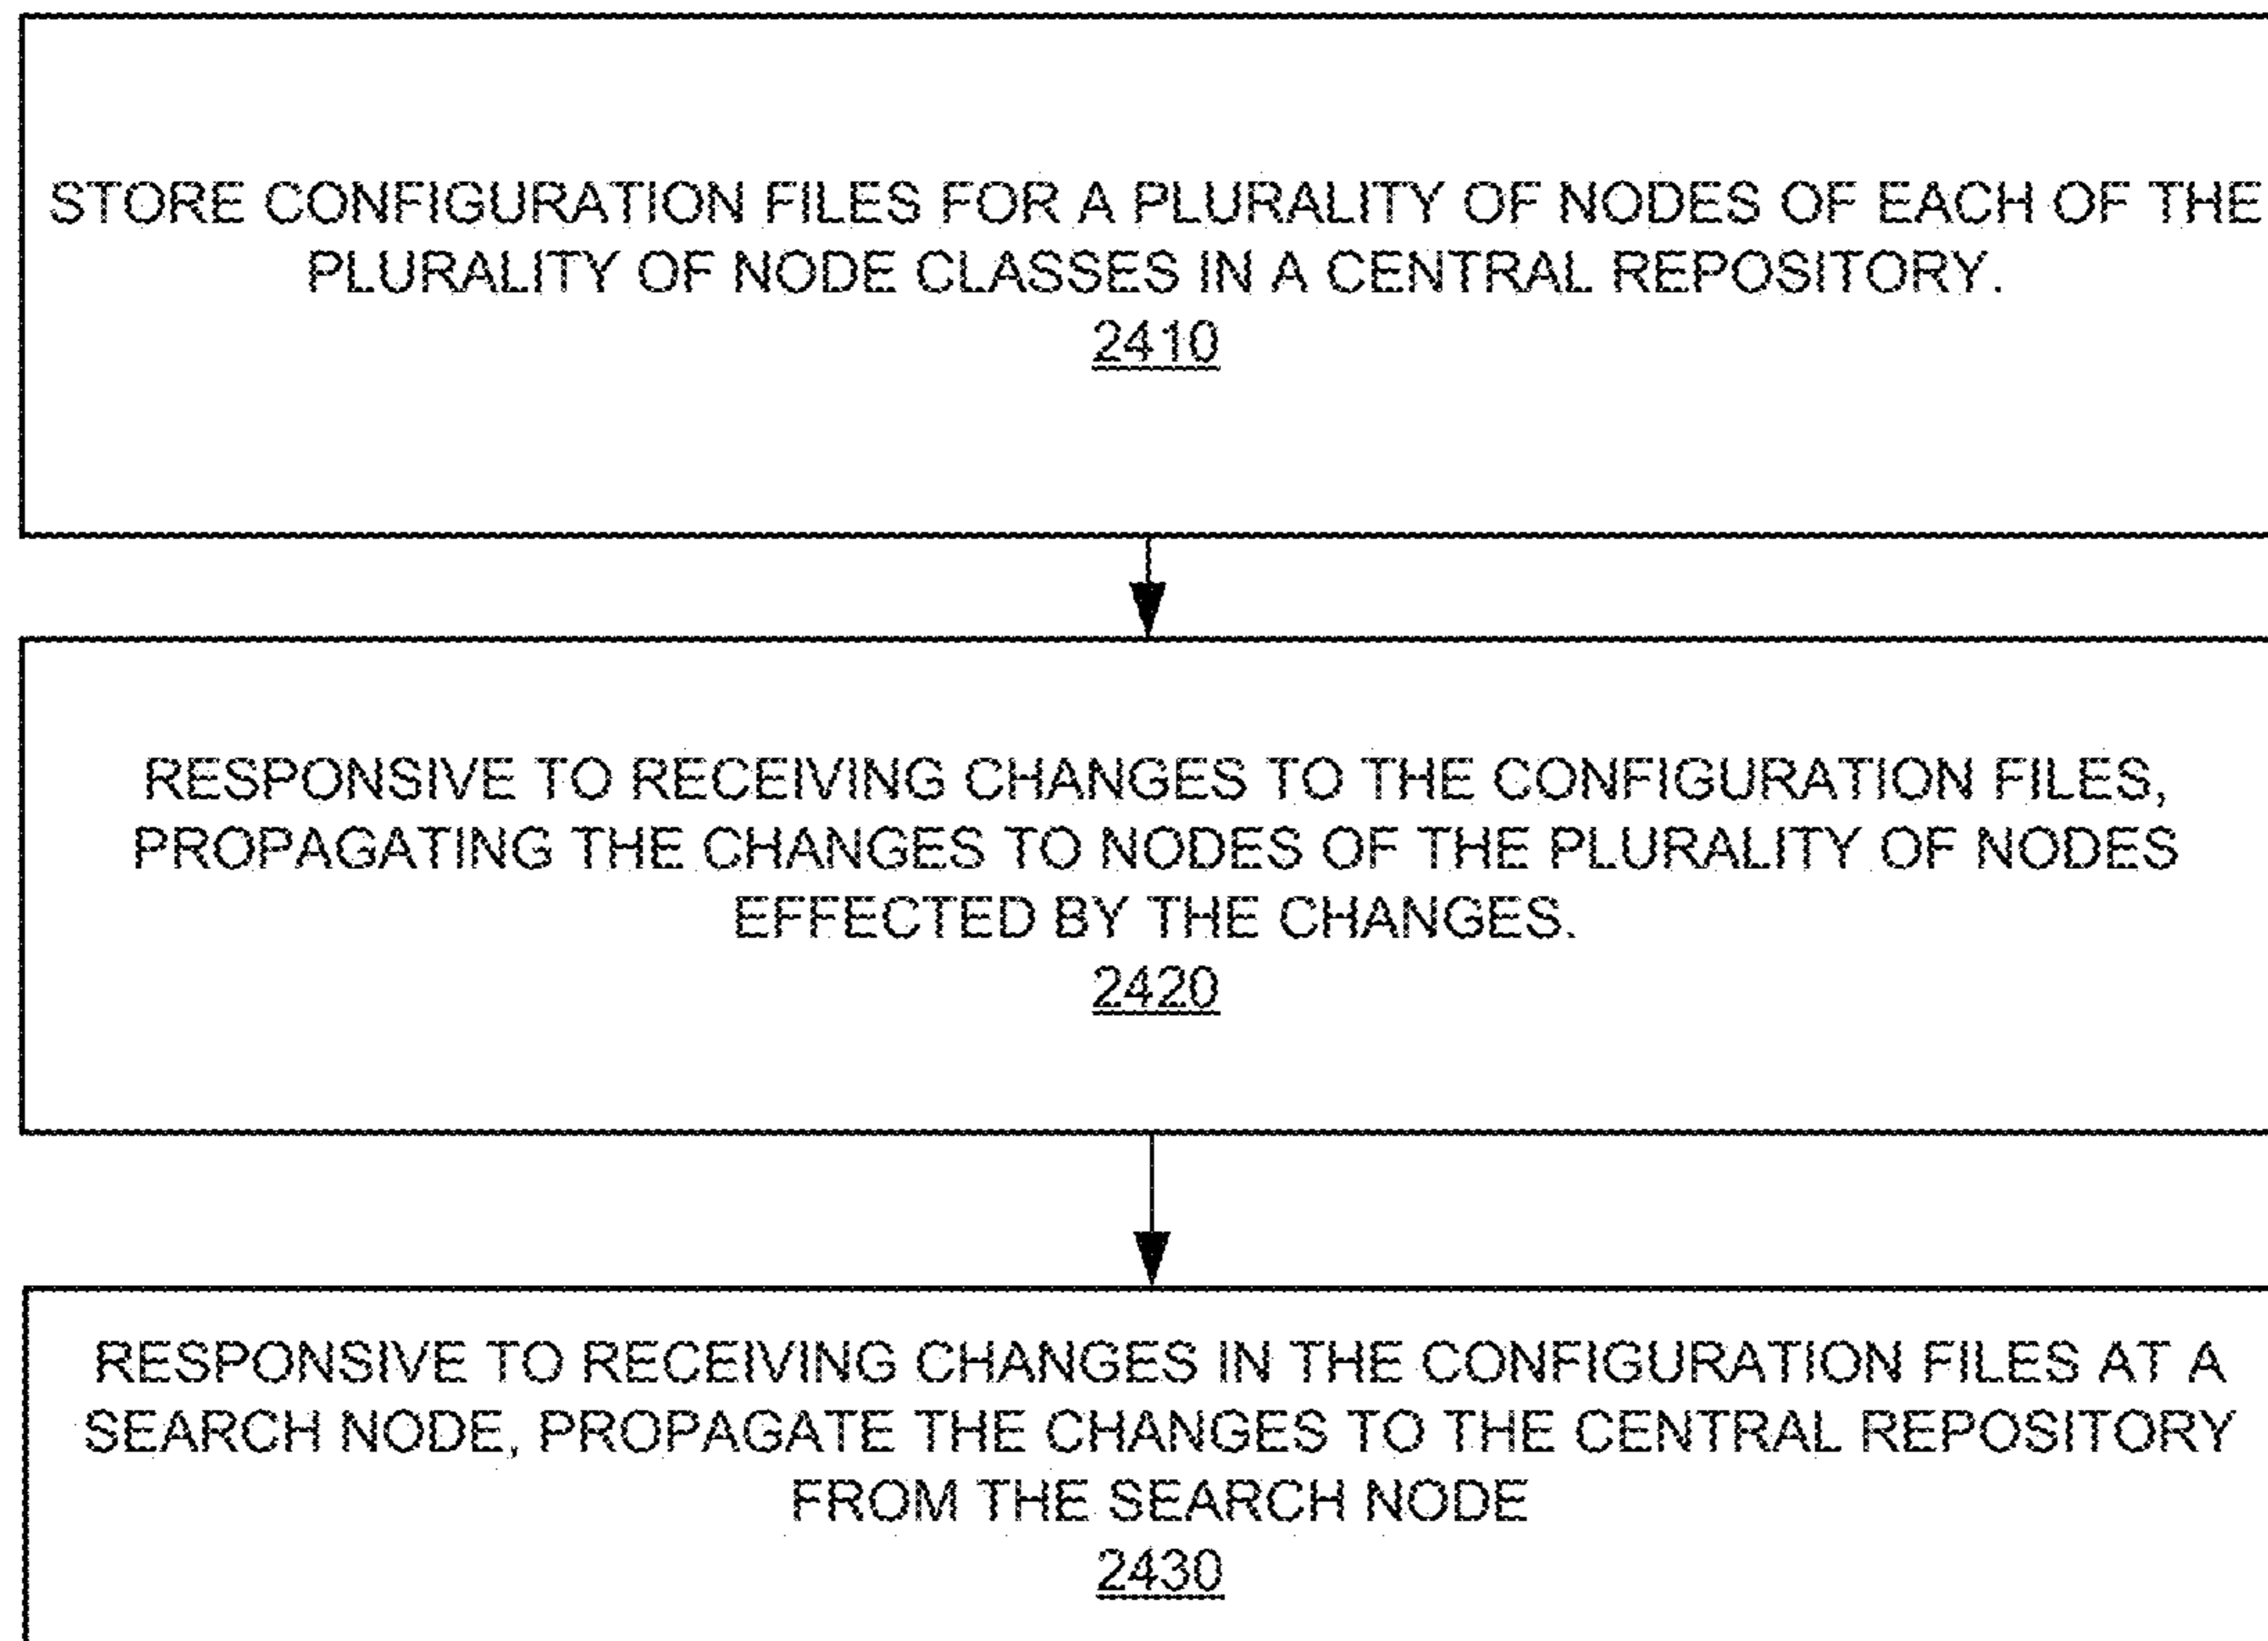 STORE CONFIGURATION FILES FOR A PLURALITY OF NODES OF EACH OF THE
PLURALITY OF NODE CLASSES IN A CENTRAL REPOSITORY.
2410
RESPONSIVE TO RECEIVING CHANGES TO THE CONFIGURATION FILES,
PROPAGATING THE CHANGES TO NODES OF THE PLURALITY OF NODES
EFFECTED BY THE CHANGES.
2420
RESPONSIVE TO RECEIVING CHANGES IN THE CONFIGURATION FILES AT A
SEARCH NODE, PROPAGATE THE CHANGES TO THE CENTRAL REPOSITORY
FROM THE SEARCH NODE
2430